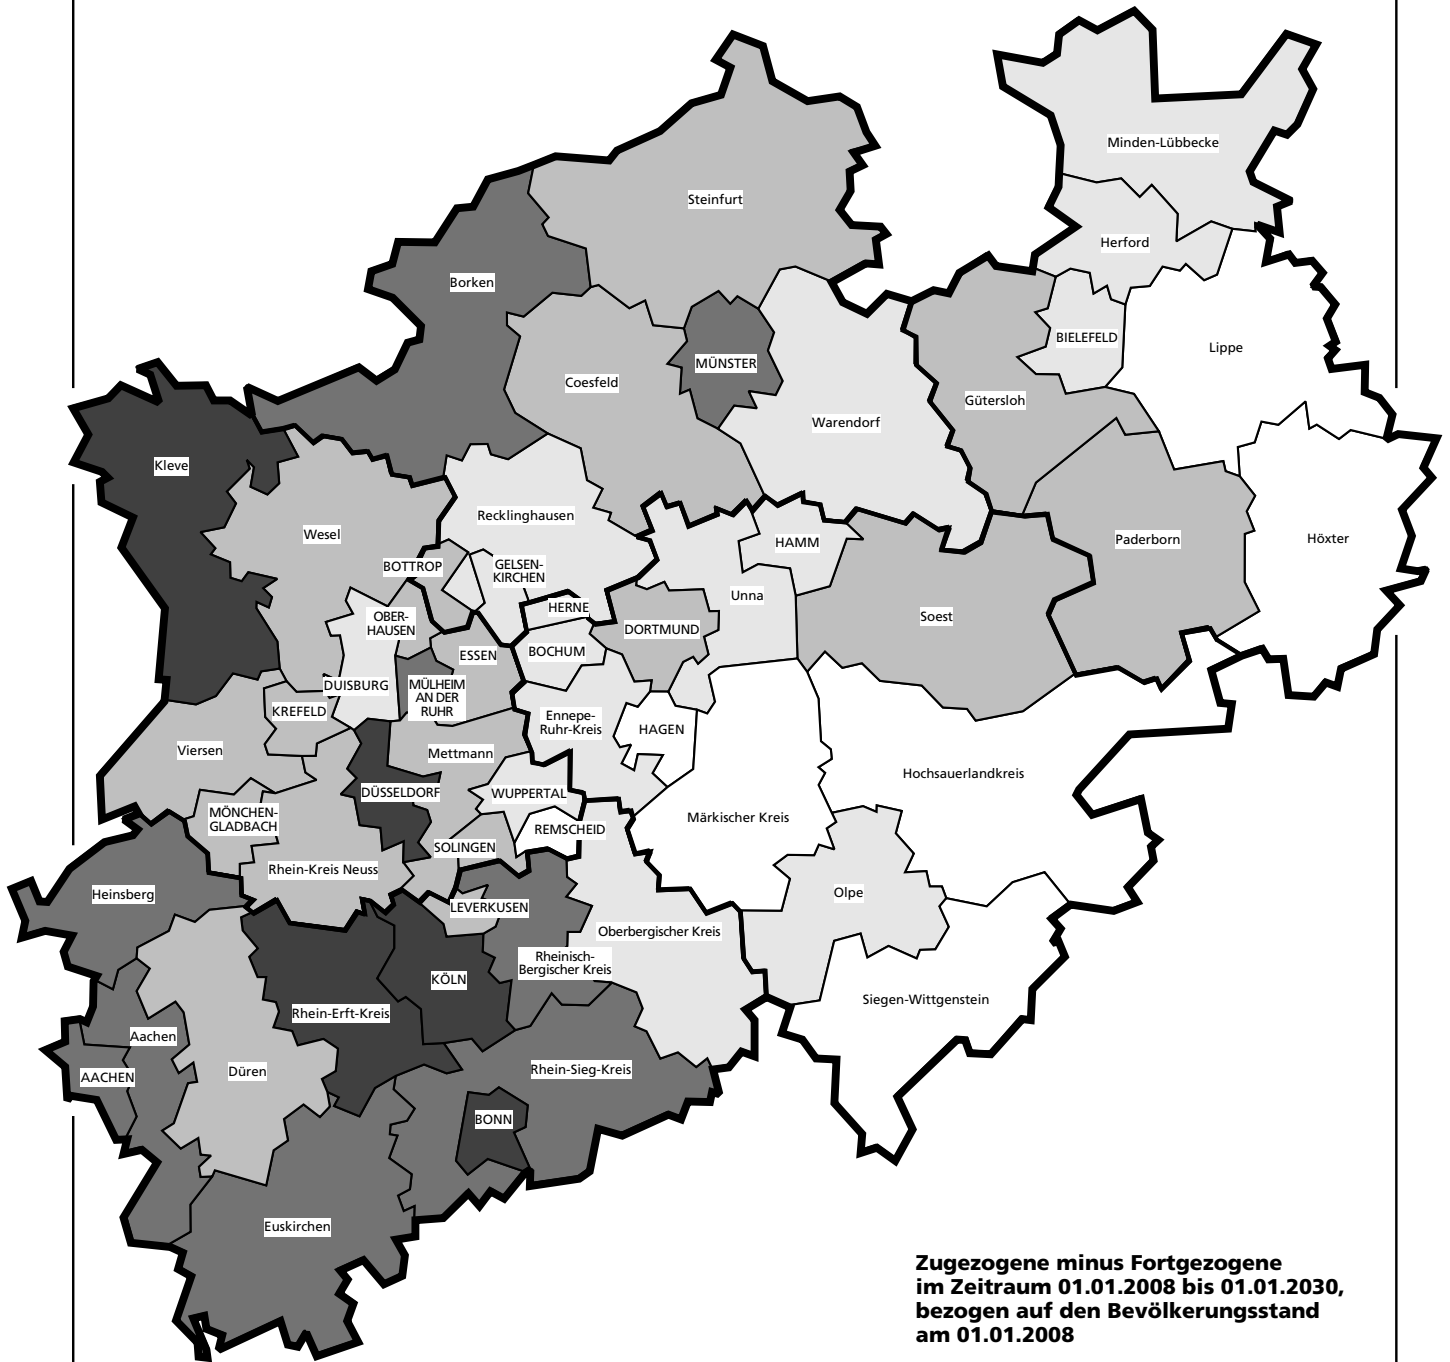 Minden-Lübbecke
Steinfurt
Herford
Borken
BIELEFELD
Lippe
MÜNSTER
Coesfeld
Gütersloh
Warendorf
Kleve
Recklinghausen
Wesel
HAMM
Paderborn
Höxter
BOTTROP
GELSEN-
KIRCHEN
Unna
HERNE
OBER-
HAUSEN
Soest
DORTMUND
BOCHUM
ESSEN
DUISBURG
MÜLHEIM
AN DER
RUHR
KREFELD
Ennepe-
Ruhr-Kreis
HAGEN
Viersen
Mettmann
Hochsauerlandkreis
DÜSSELDORF
WUPPERTAL
MÖNCHEN-
GLADBACH
Märkischer Kreis
REMSCHEID
SOLINGEN
Rhein-Kreis Neuss
Heinsberg
Olpe
LEVERKUSEN
Oberbergischer Kreis
Rheinisch-
Bergischer Kreis
KÖLN
Siegen-Wittgenstein
Rhein-Erft-Kreis
Aachen
Düren
Rhein-Sieg-Kreis
AACHEN
BONN
Euskirchen
Zugezogene minus Fortgezogene
im Zeitraum 01.01.2008 bis 01.01.2030,
bezogen auf den Bevölkerungsstand
am 01.01.2008